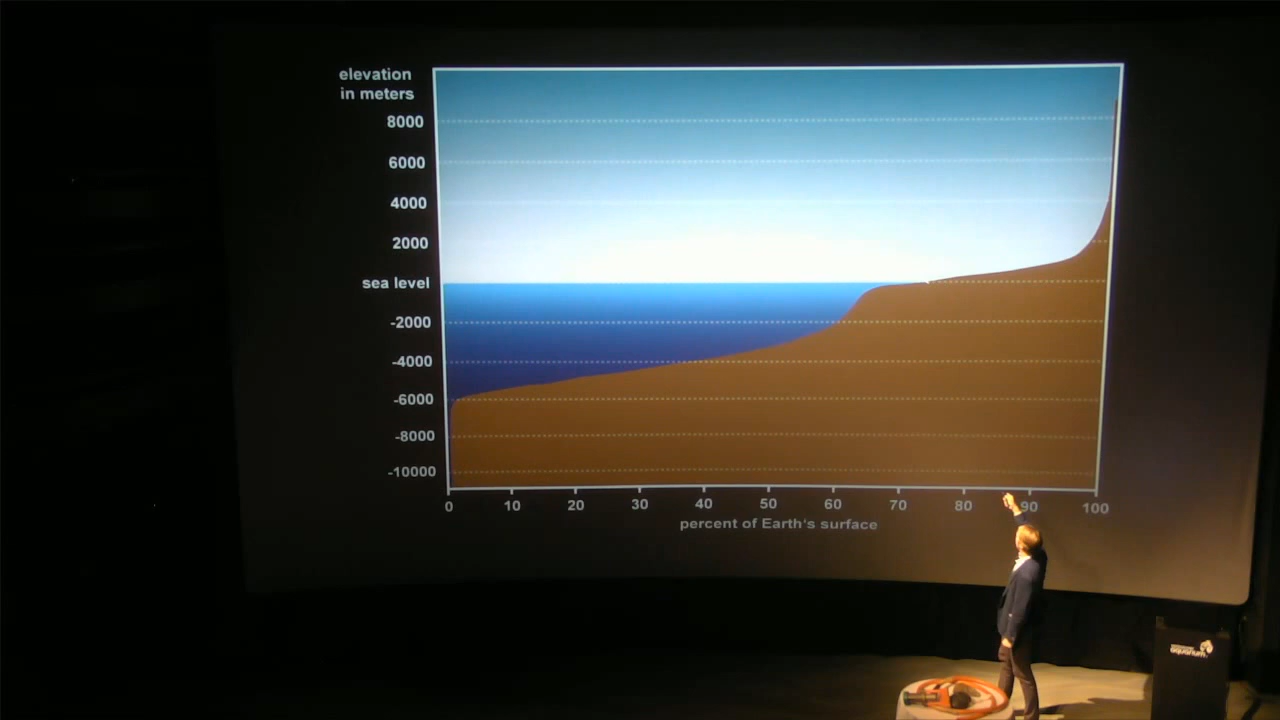 elevation
in meters
8000
6000
4000
2000
sea level
-2000
-4000
-6000
-8000
-10000
0 10 20 30 40 50 60 70 80 90 100
percent of Earth's surface
aquarium